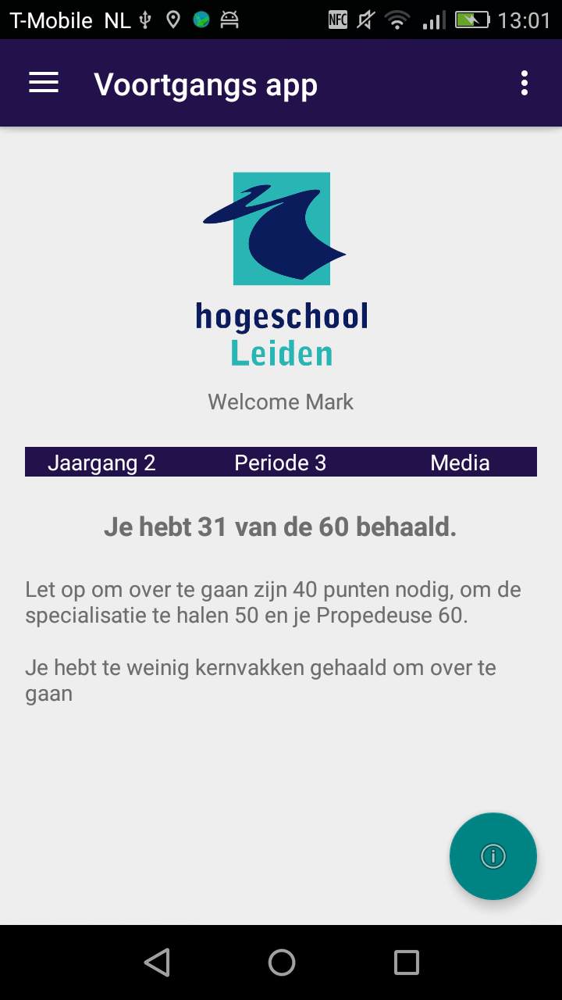 T-Mobile NL NFC 13:01
Voortgangs app
hogeschool
Leiden
Welcome Mark
Jaargang 2 Periode 3 Media
Je hebt 31 van de 60 behaald.
Let op om over te gaan zijn 40 punten nodig, om de
specialisatie te halen 50 en je Propedeuse 60.
Je hebt te weinig kernvakken gehaald om over te
gaan